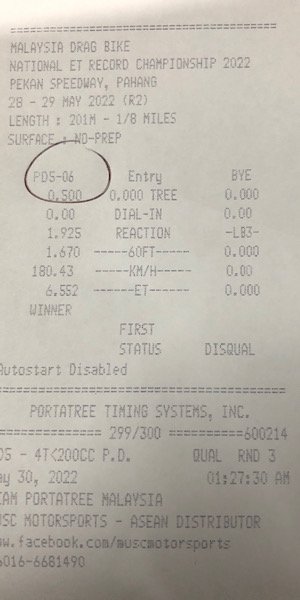 ==============================
MALAYSIA DRAG BIKE
NATIONAL ET RECORD CHAMPIONSHIP 2022
PEKAN SPEEDWAY, PAHANG
28 - 29 MAY 2022 (R2)
LENGTH : 201M - 1/8 MILES
SURFACE : NO-PREP
PD5-06 Entry BYE
0.500 0.000 TREE 0.000
0.00 DIAL-IN 0.00
1.925 REACTION -LB3-
1.670 -----60FT----- 0.000
180.43 -----KM/H----- 0.00
6.552 ------ET------ 0.000
WINNER
FIRST
STATUS DISQUAL
Autostart Disabled
==============================
PORTATREE TIMING SYSTEMS, INC.
============ 299/300 ==========600214
D5 - 4T<200CC P.D. QUAL RND 3
ay 30, 2022 01:27:30 AM
EAM PORTATREE MALAYSIA
USC MOTORSPORTS - ASEAN DISTRIBUTOR
ww.facebook.com/muscmotorsports
6016-6681490